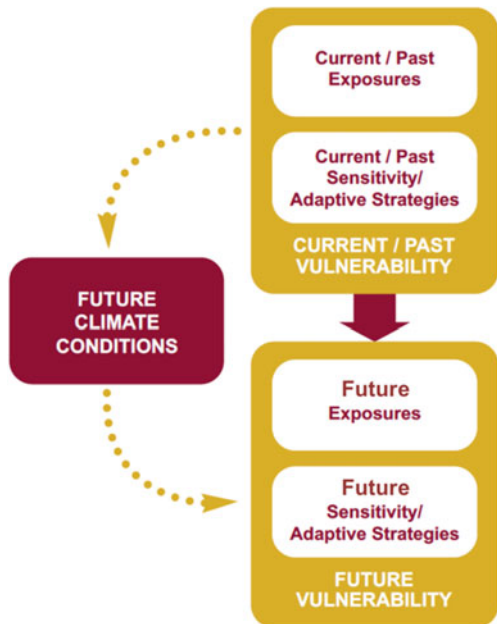 Current / Past
Exposures
Current / Past
Sensitivity/
Adaptive Strategies
CURRENT / PAST
VULNERABILITY
FUTURE
CLIMATE
CONDITIONS
Future
Exposures
Future
Sensitivity/
Adaptive Strategies
FUTURE
VULNERABILITY